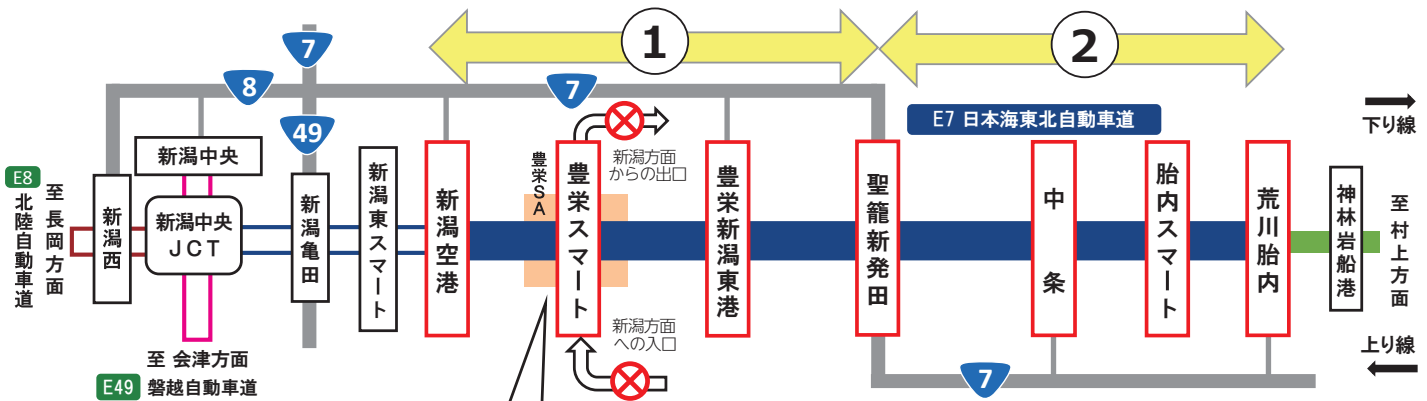 1
2
7
8
7
49
E7 日本海東北自動車道
下り線
新潟方面
からの出口
新潟中央
E8
北陸自動車道
至 長岡方面
新潟西
新潟中央
JCT
新潟亀田
新潟東スマート
新潟空港
豊栄SA
豊栄スマート
豊栄新潟東港
聖籠新発田
中条
胎内スマート
荒川胎内
神林岩船港
至 村上方面
新潟方面
への入口
上り線
至 会津方面
E49 磐越自動車道
7